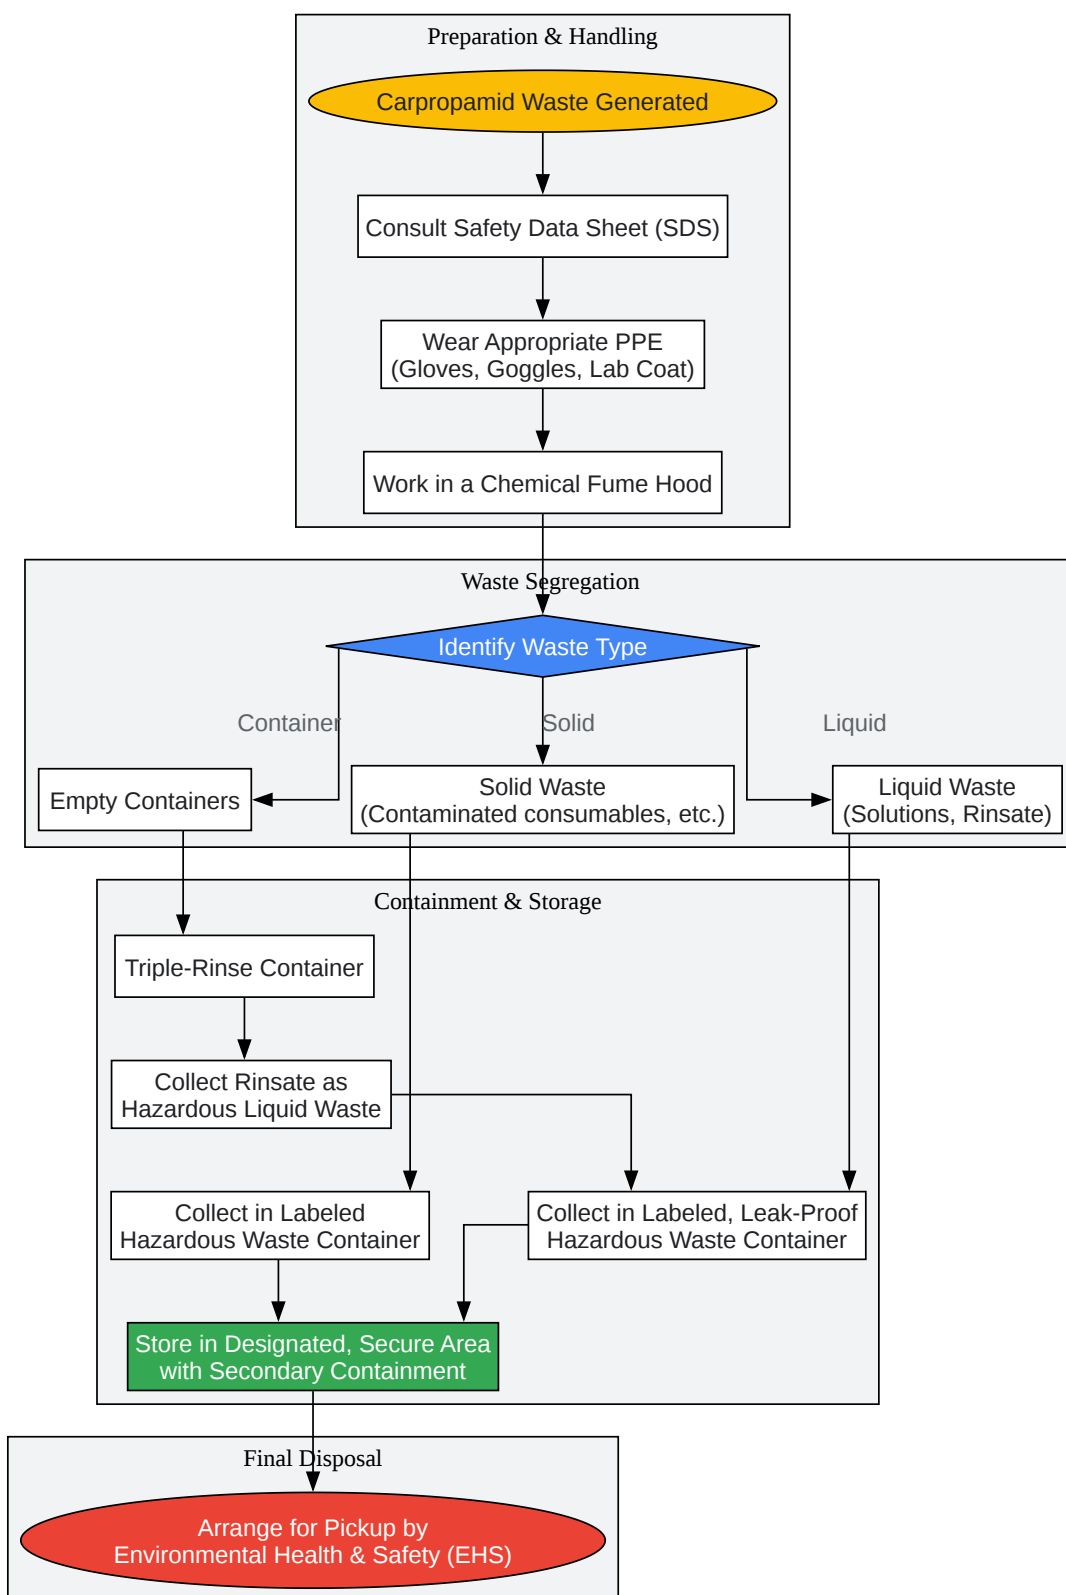 Preparation & Handling
Carpropamid Waste Generated
Consult Safety Data Sheet (SDS)
Wear Appropriate PPE
(Gloves, Goggles, Lab Coat)
Work in a Chemical Fume Hood
Waste Segregation
Identify Waste Type
Container
Solid
Liquid
Empty Containers
Solid Waste
(Contaminated consumables, etc.)
Liquid Waste
(Solutions, Rinsate)
Containment & Storage
Triple-Rinse Container
Collect Rinsate as
Hazardous Liquid Waste
Collect in Labeled
Hazardous Waste Container
Collect in Labeled, Leak-Proof
Hazardous Waste Container
Store in Designated, Secure Area
with Secondary Containment
Final Disposal
Arrange for Pickup by
Environmental Health & Safety (EHS)